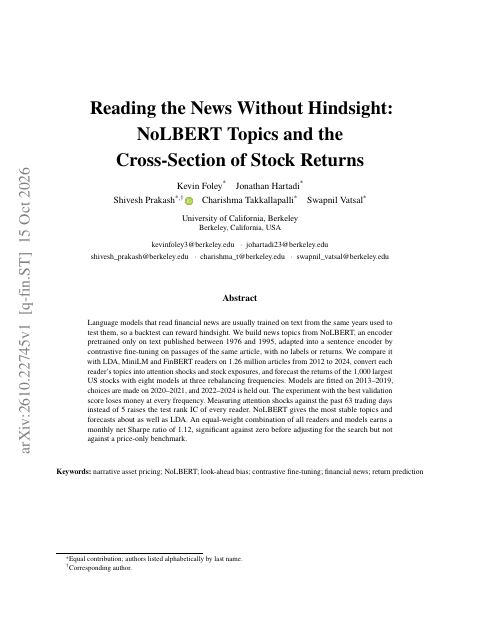 Reading the News Without Hindsight:
NoLBERT Topics and the
Cross-Section of Stock Returns
Kevin Foley* Jonathan Hartadi*
Shivesh Prakash*,† Charishma Takkallapalli* Swapnil Vatsal*
University of California, Berkeley
Berkeley, California, USA
kevinfoley3@berkeley.edu · johartadi23@berkeley.edu
shivesh_prakash@berkeley.edu · charishma_t@berkeley.edu · swapnil_vatsal@berkeley.edu
Abstract
Language models that read financial news are usually trained on text from the same years used to
test them, so a backtest can reward hindsight. We build news topics from NoLBERT, an encoder
pretrained only on text published between 1976 and 1995, adapted into a sentence encoder by
contrastive fine-tuning on passages of the same article, with no labels or returns. We compare it
with LDA, MiniLM and FinBERT readers on 1.26 million articles from 2012 to 2024, convert each
reader's topics into attention shocks and stock exposures, and forecast the returns of the 1,000 largest
US stocks with eight models at three rebalancing frequencies. Models are fitted on 2013–2019,
choices are made on 2020–2021, and 2022–2024 is held out. The experiment with the best validation
score loses money at every frequency. Measuring attention shocks against the past 63 trading days
instead of 5 raises the test rank IC of every reader. NoLBERT gives the most stable topics and
forecasts about as well as LDA. An equal-weight combination of all readers and models earns a
monthly net Sharpe ratio of 1.12, significant against zero before adjusting for the search but not
against a price-only benchmark.
Keywords: narrative asset pricing; NoLBERT; look-ahead bias; contrastive fine-tuning; financial news; return prediction
*Equal contribution; authors listed alphabetically by last name.
†Corresponding author.
arXiv:2610.22745v1 [q-fin.ST] 15 Oct 2026